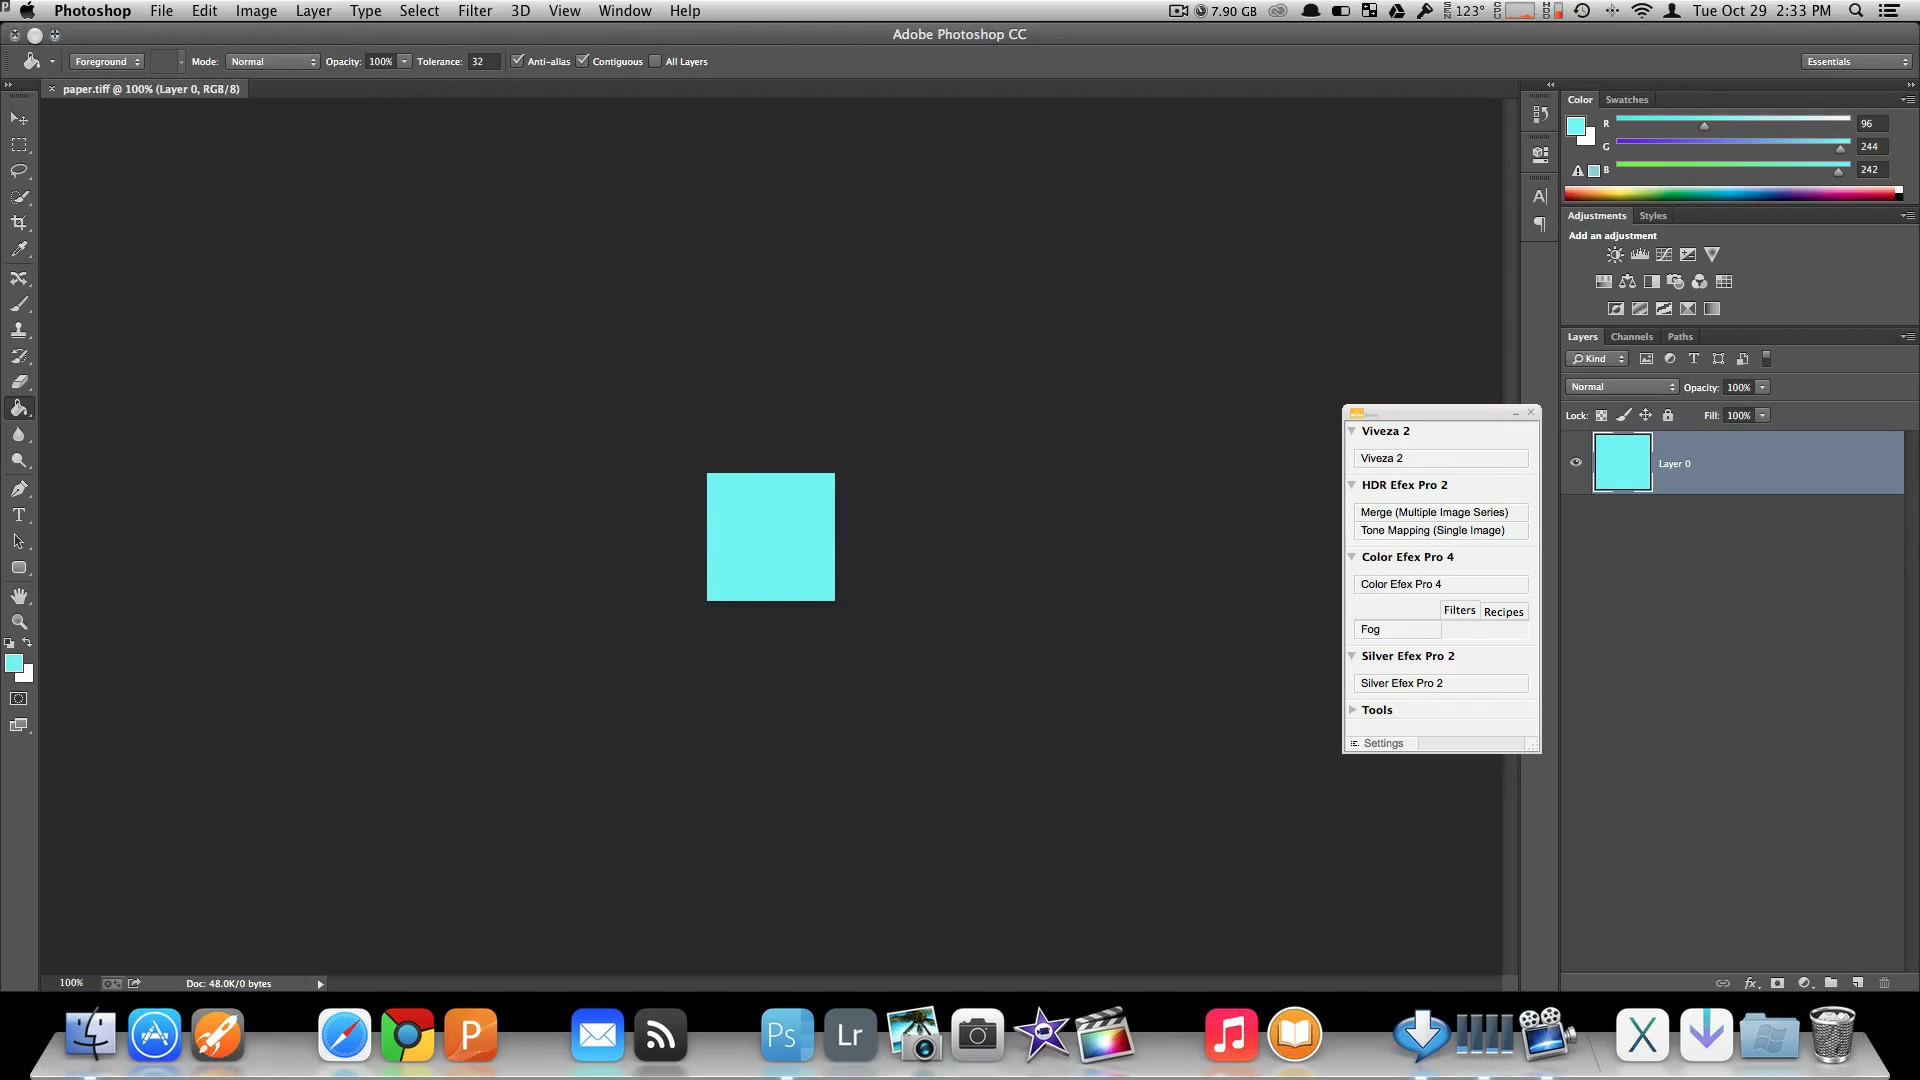 Photoshop File Edit Image Layer Type Select Filter 3D View Window Help 7.90 GB 123° Tue Oct 29 2:33 PM
Adobe Photoshop CC
Foreground Mode: Normal Opacity: 100% Tolerance: 32 Anti-alias Contiguous All Layers Essentials
× paper.tiff @ 100% (Layer 0, RGB/8)
Color Swatches
R 96
G 244
B 242
Adjustments Styles
Add an adjustment
Layers Channels Paths
Kind
Normal Opacity: 100%
Lock: Fill: 100%
Layer 0
Viveza 2
Viveza 2
HDR Efex Pro 2
Merge (Multiple Image Series)
Tone Mapping (Single Image)
Color Efex Pro 4
Color Efex Pro 4
Filters Recipes
Fog
Silver Efex Pro 2
Silver Efex Pro 2
Tools
Settings
100% Doc: 48.0K/0 bytes
P Ps Lr X